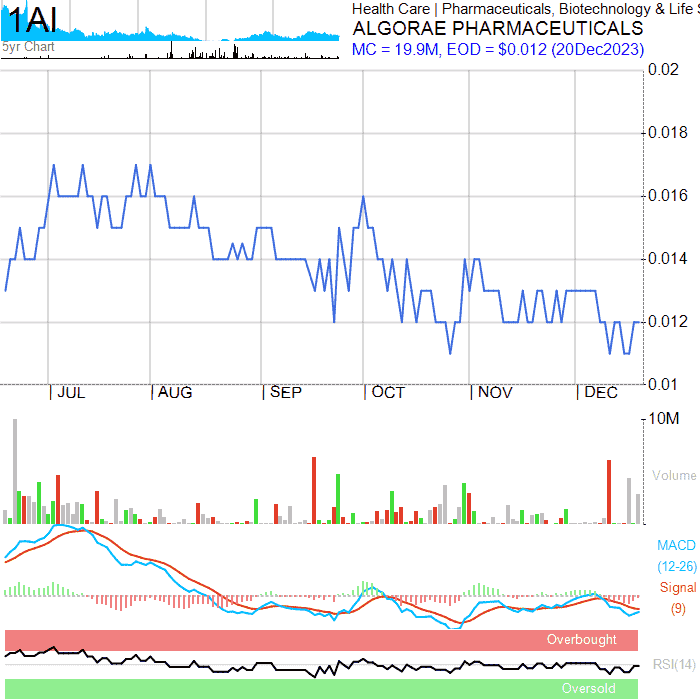 1AI
5yr Chart
Health Care | Pharmaceuticals, Biotechnology & Life S
ALGORAE PHARMACEUTICALS
MC = 19.9M, EOD = $0.012 (20Dec2023)
0.02
0.018
0.016
0.014
0.012
0.01
| JUL | AUG | SEP | OCT | NOV | DEC
10M
Volume
MACD
(12-26)
Signal
(9)
Overbought
RSI(14)
Oversold